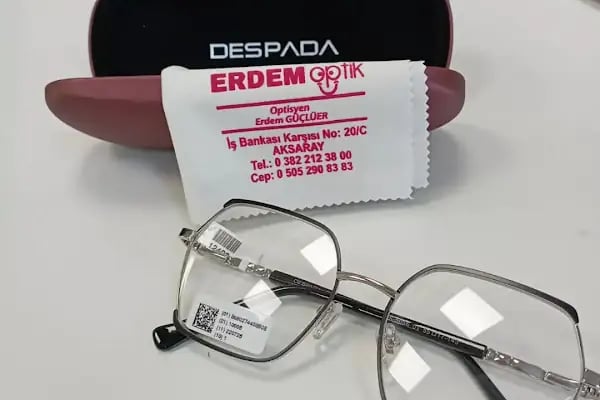 DESPADA
ERDEM optik
Optisyen
Erdem GÜÇLÜER
İş Bankası Karşısı No: 20/C
AKSARAY
Tel.: 0 382 212 38 00
Cep: 0 505 290 83 83